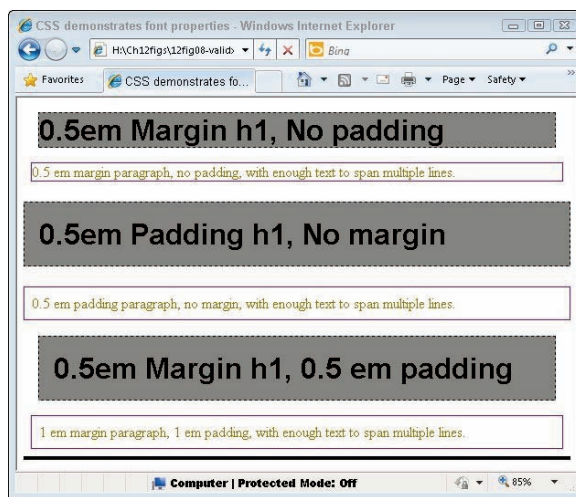 CSS demonstrates font properties - Windows Internet Explorer
H:\Ch12figs\12fig08-valid
Bing
Favorites
CSS demonstrates fo...
Page
Safety
0.5em Margin h1, No padding
0.5 em margin paragraph, no padding, with enough text to span multiple lines.
0.5em Padding h1, No margin
0.5 em padding paragraph, no margin, with enough text to span multiple lines.
0.5em Margin h1, 0.5 em padding
1 em margin paragraph, 1 em padding, with enough text to span multiple lines.
Computer | Protected Mode: Off
85%